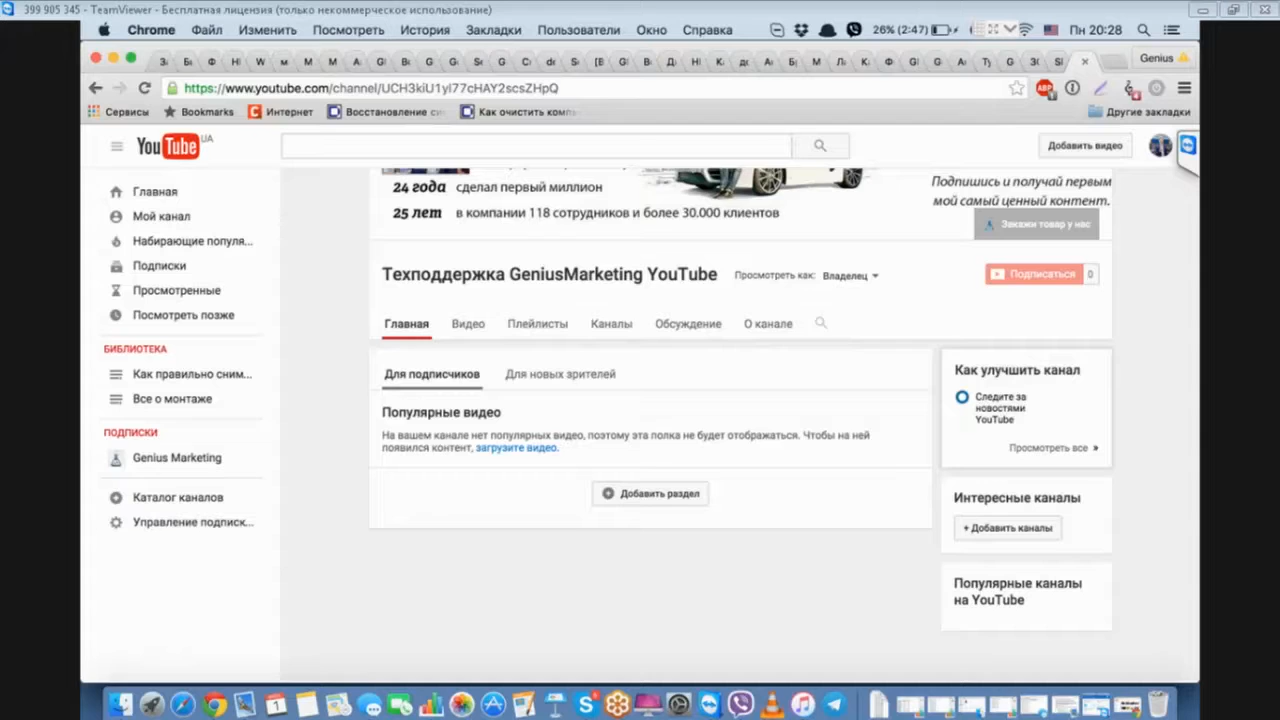 399 905 345 - TeamViewer - Бесплатная лицензия (только некоммерческое использование)
Chrome Файл Изменить Посмотреть История Закладки Пользователи Окно Справка 26% (2:47) Пн 20:28
Genius
https://www.youtube.com/channel/UCH3kiU1yl77cHAY2scsZHpQ
Сервисы Bookmarks Интернет Восстановление Как очистить
Другие закладки
YouTube UA
Добавить видео
24 года сделал первый миллион
25 лет в компании 118 сотрудников и более 30.000 клиентов
Подпишись и получай первым
мой самый ценный контент.
Закажи товар у нас
Главная
Мой канал
Набирающие популя...
Подписки
Просмотренные
Посмотреть позже
БИБЛИОТЕКА
Как правильно сним...
Все о монтаже
ПОДПИСКИ
Genius Marketing
Каталог каналов
Управление подписк...
Техподдержка GeniusMarketing YouTube Просмотреть как: Владелец
Подписаться 0
Главная Видео Плейлисты Каналы Обсуждение О канале
Для подписчиков Для новых зрителей
Популярные видео
На вашем канале нет популярных видео, поэтому эта полка не будет отображаться. Чтобы на ней
появился контент, загрузите видео.
Добавить раздел
Как улучшить канал
Следите за
новостями
YouTube
Просмотреть все »
Интересные каналы
+ Добавить каналы
Популярные каналы
на YouTube